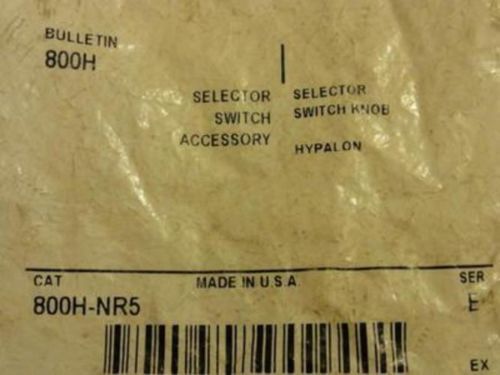 BULLETIN
800H
SELECTOR
SWITCH
ACCESSORY
SELECTOR
SWITCH KNOB
HYPALON
CAT
MADE IN U.S.A.
SER
800H-NR5
E
EX